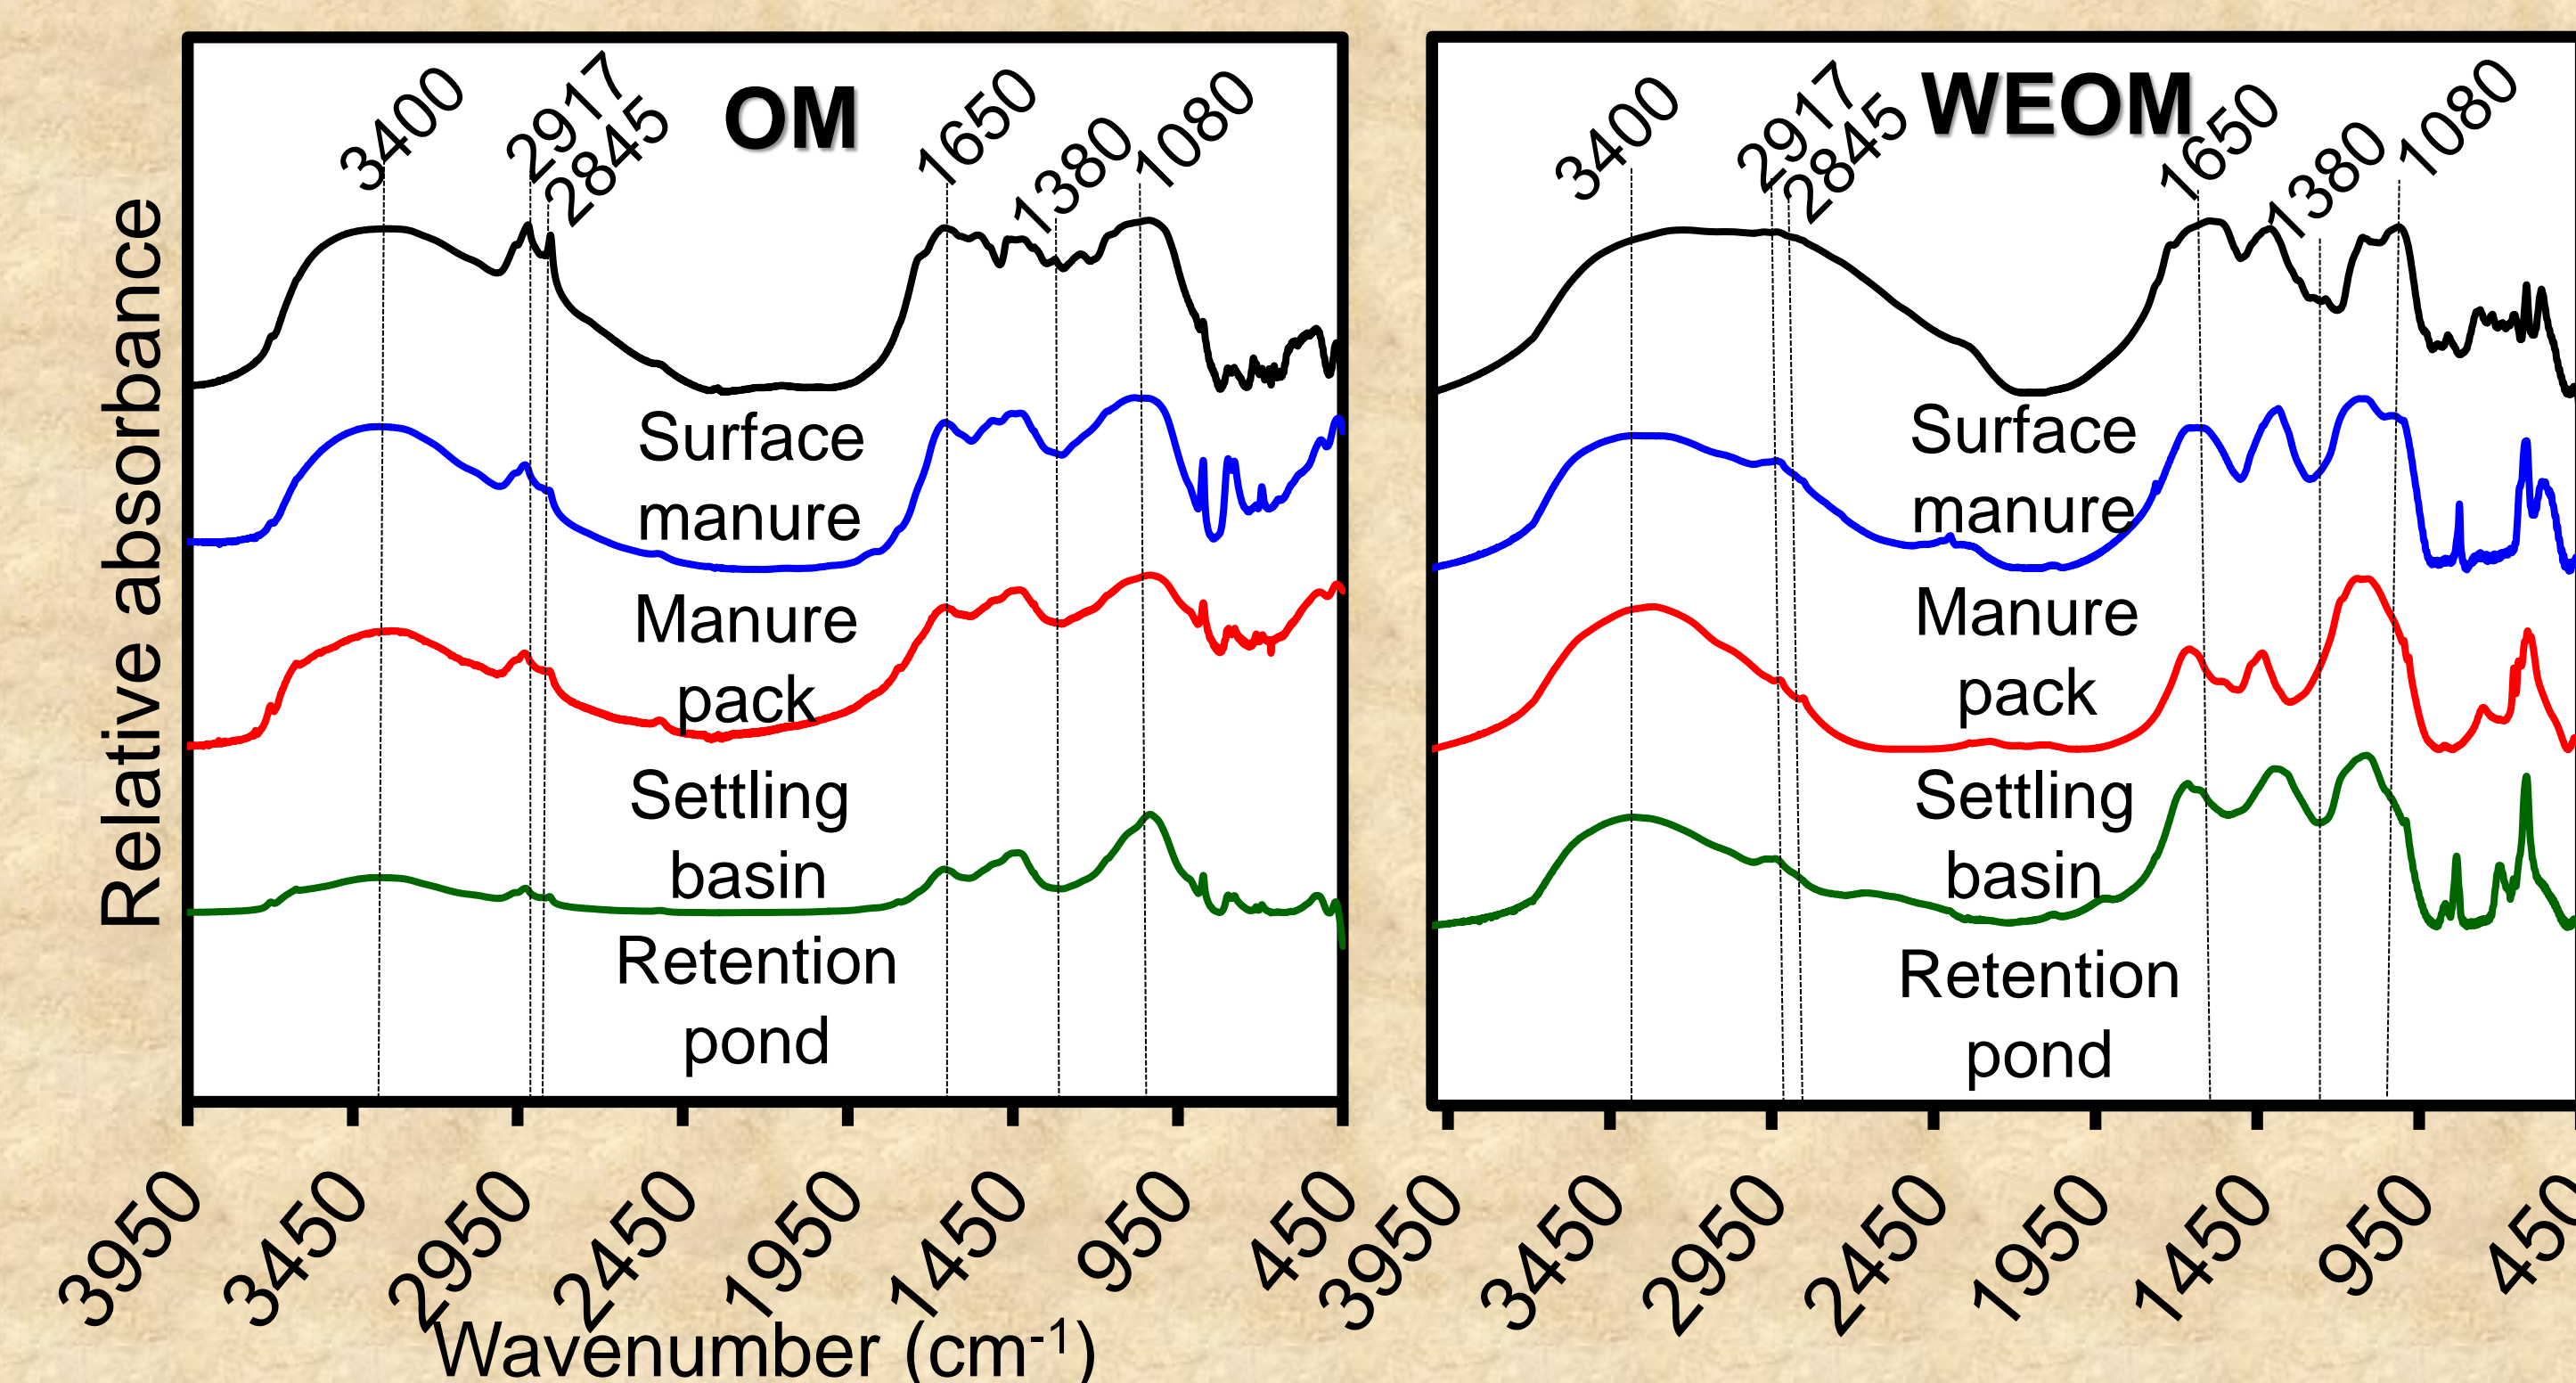 Relative absorbance
OM
3400
2917
2845
1650
1380
1080
Surface
manure
Manure
pack
Settling
basin
Retention
pond
3950
3450
2950
2450
1950
1450
950
450
Wavenumber (cm-1)
WEOM
3400
2917
2845
1650
1380
1080
Surface
manure
Manure
pack
Settling
basin
Retention
pond
3950
3450
2950
2450
1950
1450
950
450